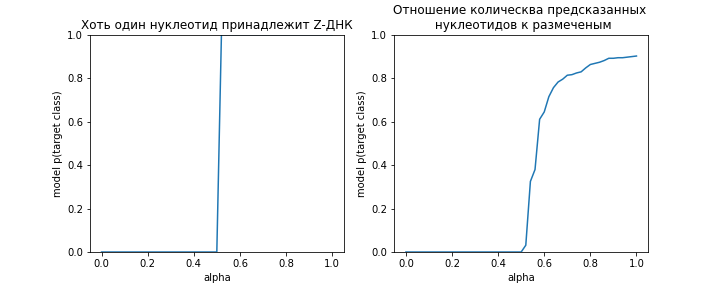 Хоть один нуклеотид принадлежит Z-ДНК
1.0
0.8
0.6
0.4
0.2
0.0
model p(target class)
0.0 0.2 0.4 0.6 0.8 1.0
alpha
Отношение колическва предсказанных
нуклеотидов к размеченым
1.0
0.8
0.6
0.4
0.2
0.0
model p(target class)
0.0 0.2 0.4 0.6 0.8 1.0
alpha